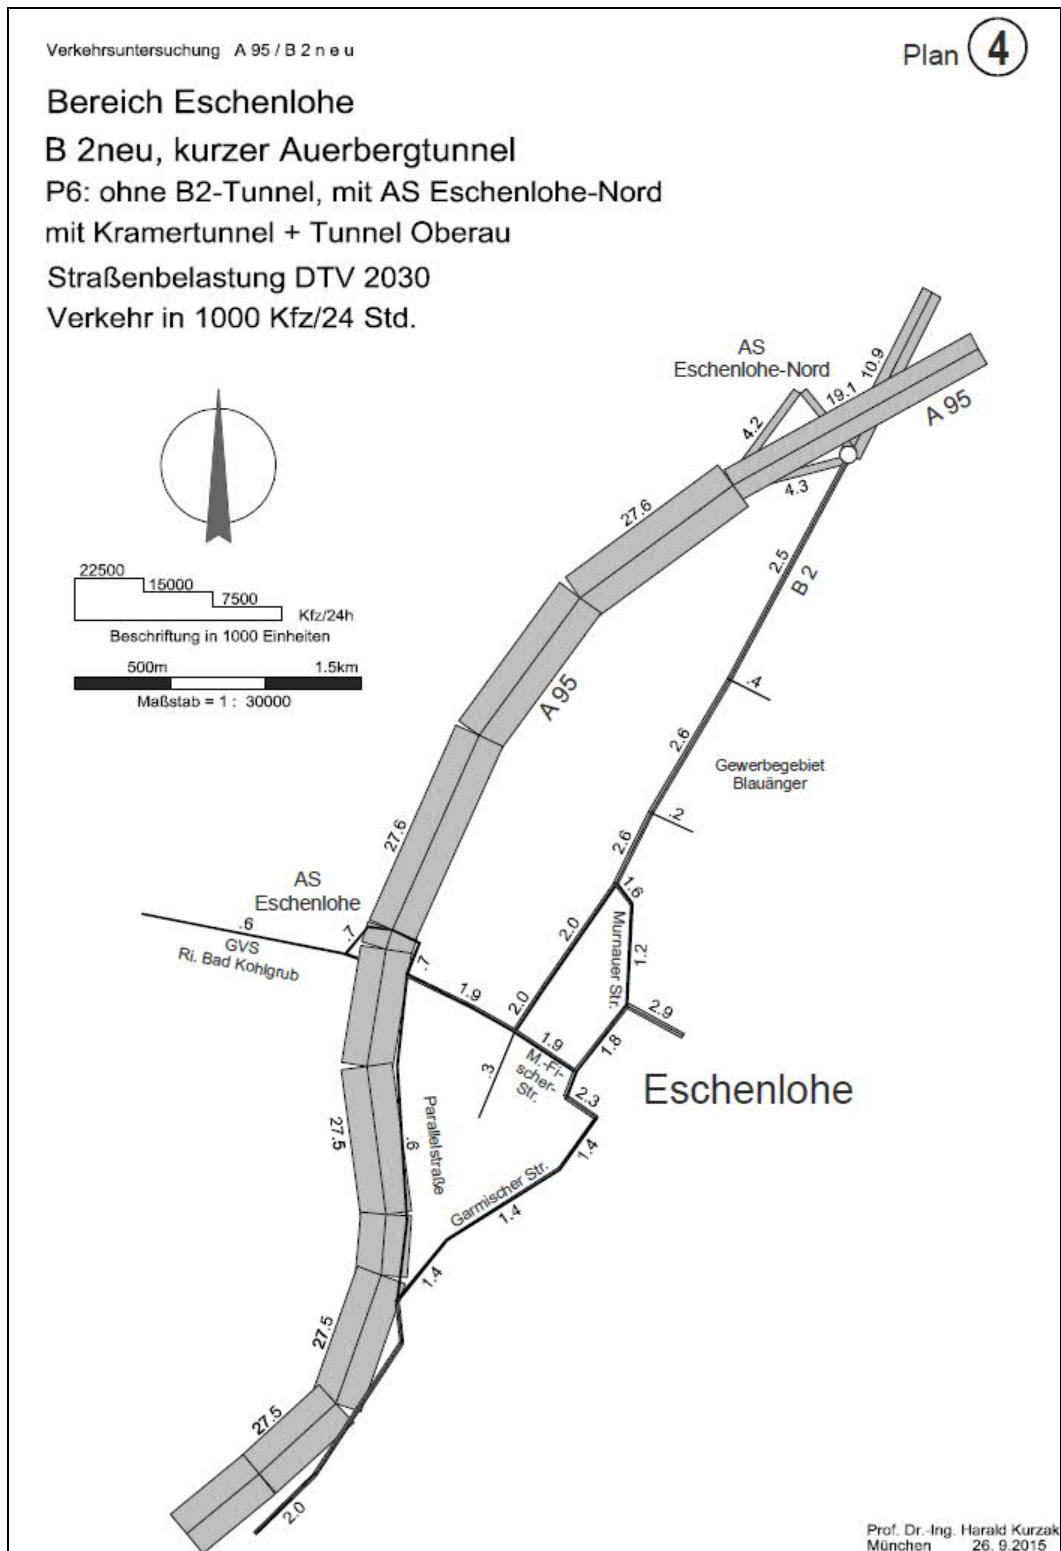 Verkehrsuntersuchung A 95 / B 2 n e u
Plan 4
Bereich Eschenlohe
B 2neu, kurzer Auerbergtunnel
P6: ohne B2-Tunnel, mit AS Eschenlohe-Nord
mit Kramertunnel + Tunnel Oberau
Straßenbelastung DTV 2030
Verkehr in 1000 Kfz/24 Std.
AS
Eschenlohe-Nord
10.9
19.1
A 95
4.2
4.3
27.6
2.5
B 2
22500
15000
7500
Kfz/24h
Beschriftung in 1000 Einheiten
500m
1.5km
Maßstab = 1 : 30000
.4
A 95
2.6
Gewerbegebiet
Blauänger
.2
27.6
2.6
AS
Eschenlohe
1.6
.6
GVS
Ri. Bad Kohlgrub
.7
.7
2.0
Murnauer Str.
1.2
1.9
2.0
2.9
1.9
1.8
M.-Fi-
scher-
Str.
.3
2.3
Eschenlohe
27.5
Parallelstraße
.6
1.4
Garmischer Str.
1.4
1.4
27.5
27.5
2.0
Prof. Dr.-Ing. Harald Kurzak
München 26. 9.2015